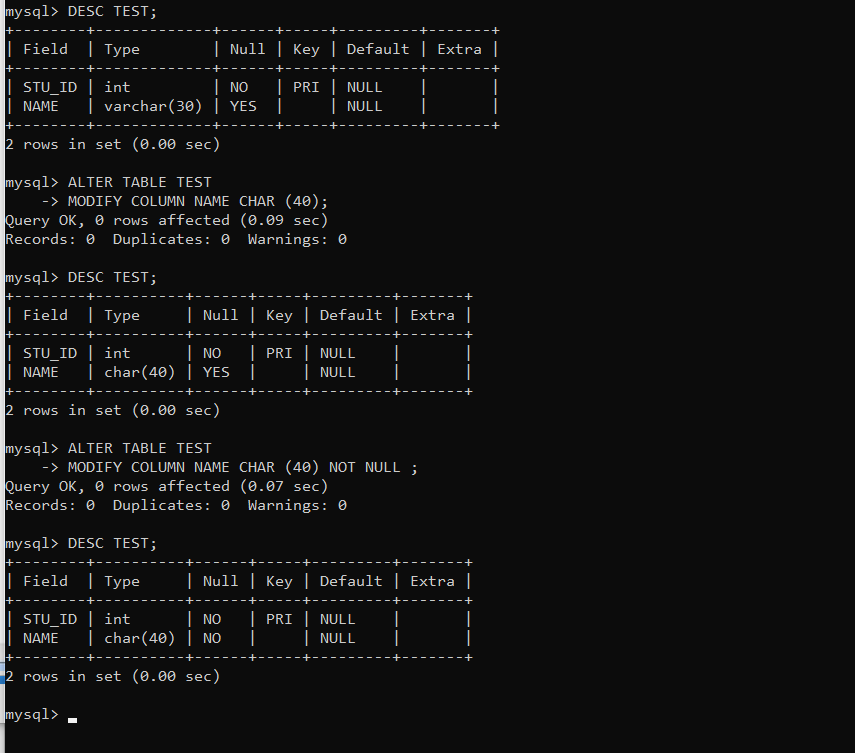 mysql> DESC TEST;
+--------+-------------+------+-----+---------+-------+
| Field  | Type        | Null | Key | Default | Extra |
+--------+-------------+------+-----+---------+-------+
| STU_ID | int         | NO   | PRI | NULL    |       |
| NAME   | varchar(30) | YES  |     | NULL    |       |
+--------+-------------+------+-----+---------+-------+
2 rows in set (0.00 sec)

mysql> ALTER TABLE TEST
    -> MODIFY COLUMN NAME CHAR (40);
Query OK, 0 rows affected (0.09 sec)
Records: 0  Duplicates: 0  Warnings: 0

mysql> DESC TEST;
+--------+----------+------+-----+---------+-------+
| Field  | Type     | Null | Key | Default | Extra |
+--------+----------+------+-----+---------+-------+
| STU_ID | int      | NO   | PRI | NULL    |       |
| NAME   | char(40) | YES  |     | NULL    |       |
+--------+----------+------+-----+---------+-------+
2 rows in set (0.00 sec)

mysql> ALTER TABLE TEST
    -> MODIFY COLUMN NAME CHAR (40) NOT NULL ;
Query OK, 0 rows affected (0.07 sec)
Records: 0  Duplicates: 0  Warnings: 0

mysql> DESC TEST;
+--------+----------+------+-----+---------+-------+
| Field  | Type     | Null | Key | Default | Extra |
+--------+----------+------+-----+---------+-------+
| STU_ID | int      | NO   | PRI | NULL    |       |
| NAME   | char(40) | NO   |     | NULL    |       |
+--------+----------+------+-----+---------+-------+
2 rows in set (0.00 sec)

mysql>